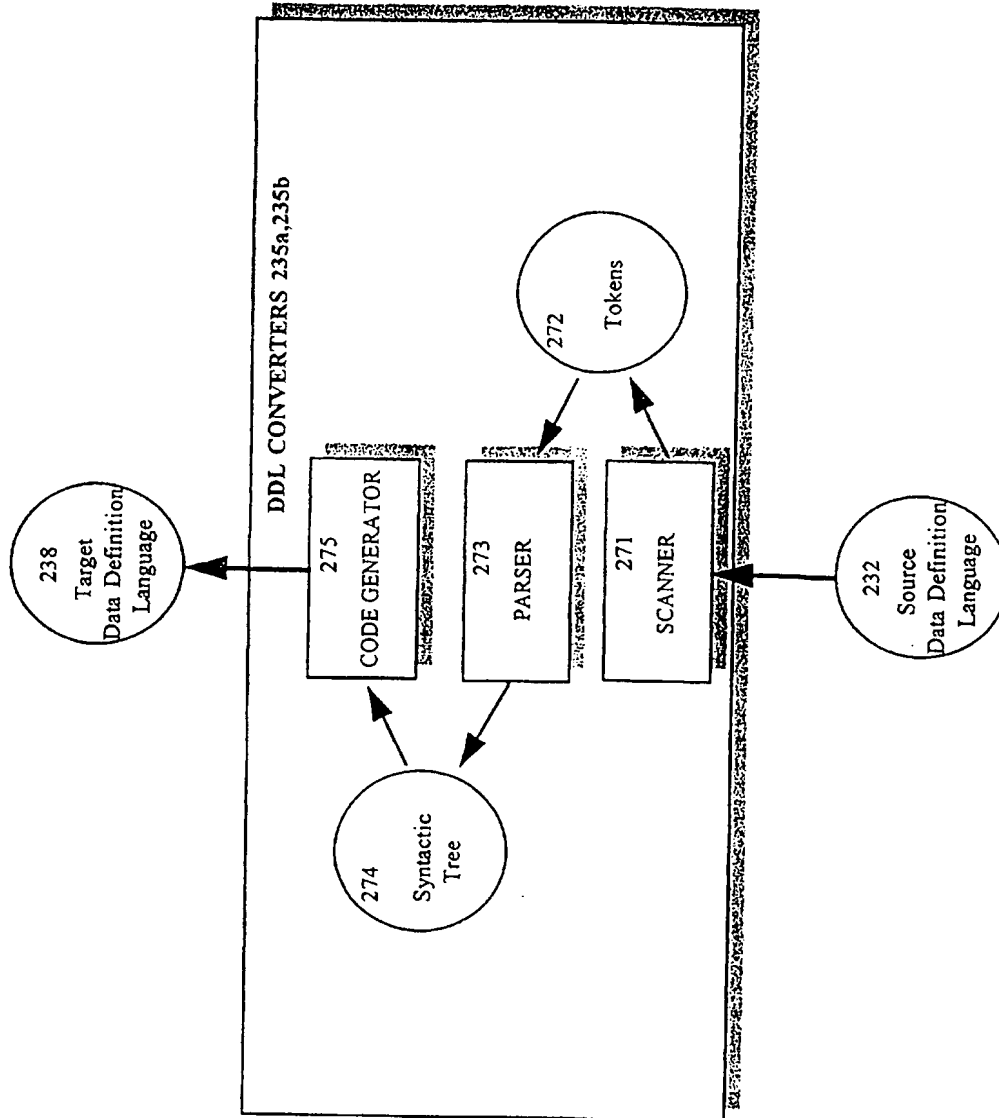 238
Target
Data Definition
Language
DDL CONVERTERS 235a,235b
275
CODE GENERATOR
274
Syntactic
Tree
273
PARSER
272
Tokens
271
SCANNER
232
Source
Data Definition
Language